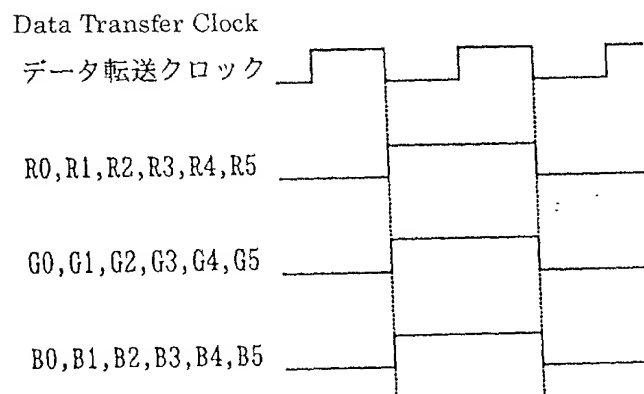 Data Transfer Clock
データ転送クロック
R0,R1,R2,R3,R4,R5
G0,G1,G2,G3,G4,G5
B0,B1,B2,B3,B4,B5